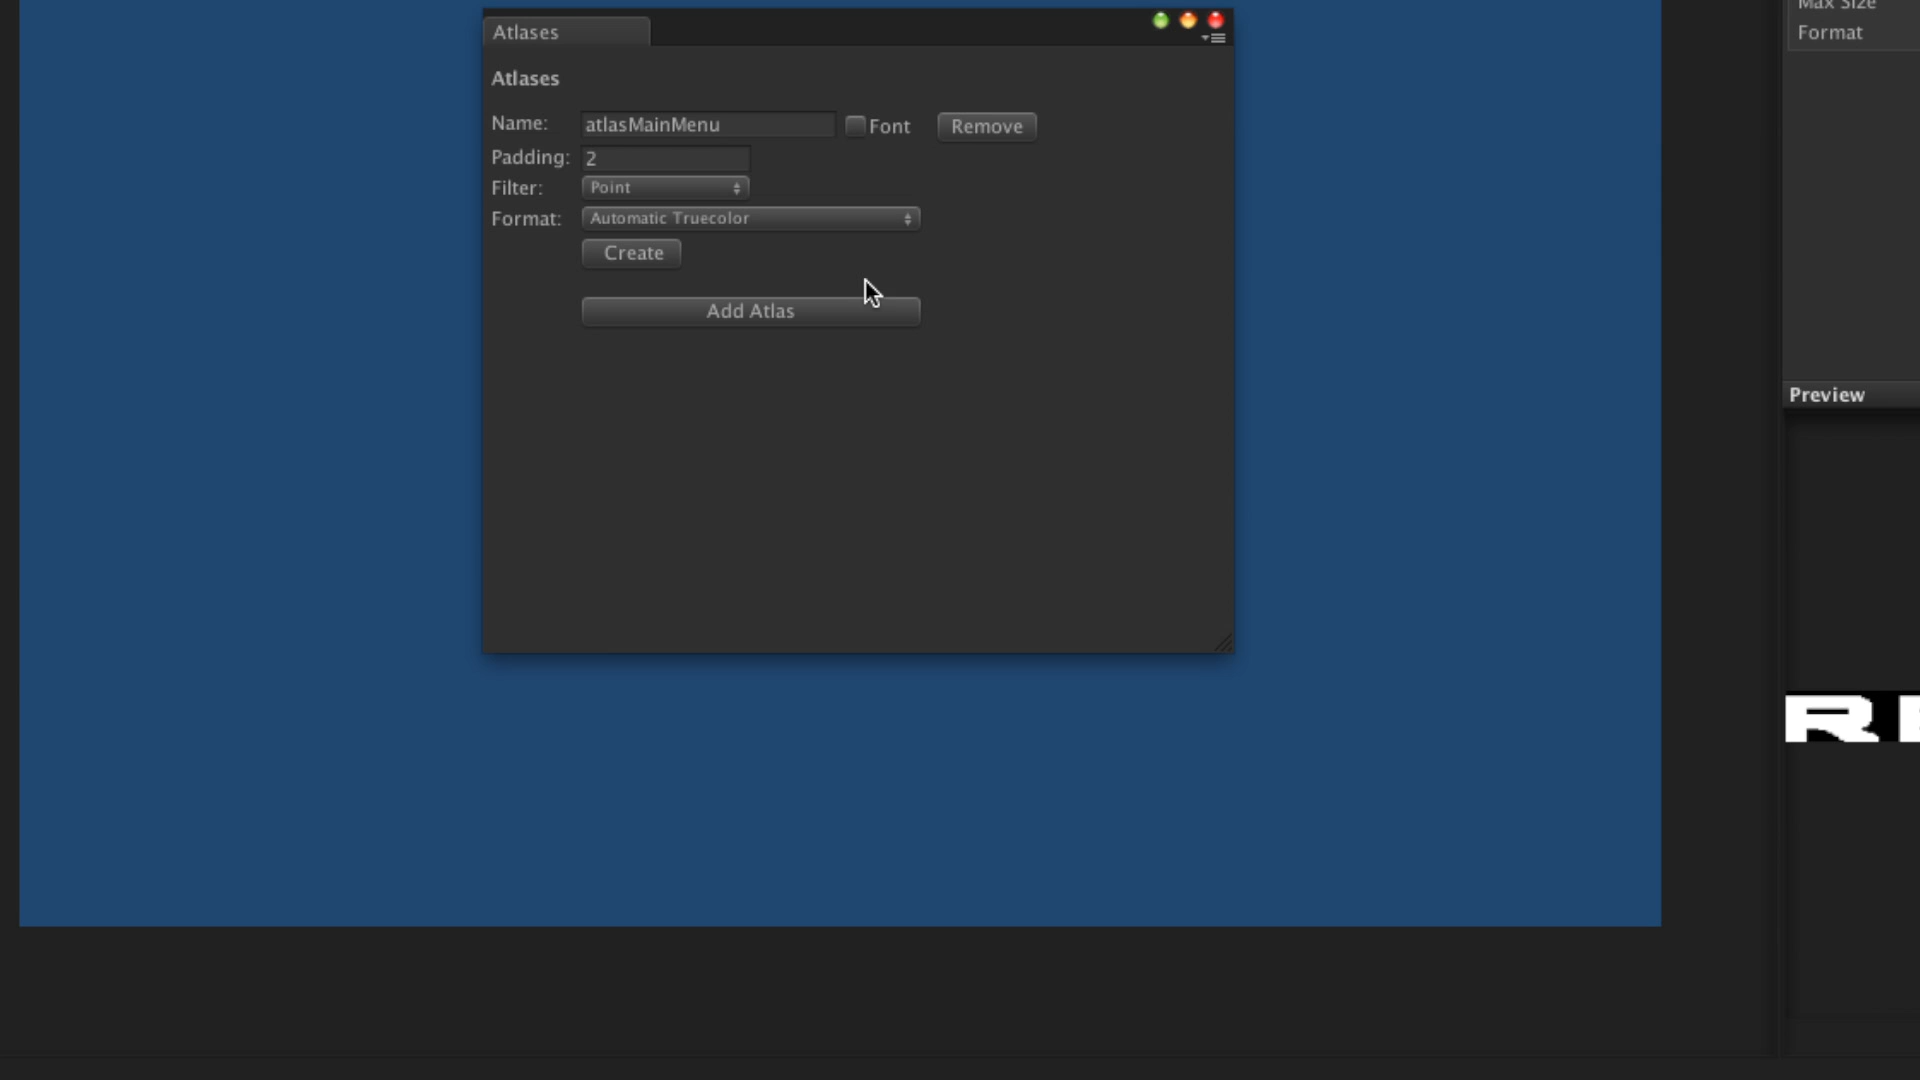 Atlases
Atlases
Name: atlasMainMenu Font Remove
Padding: 2
Filter: Point
Format: Automatic Truecolor
Create
Add Atlas
Max Size
Format
Preview
R